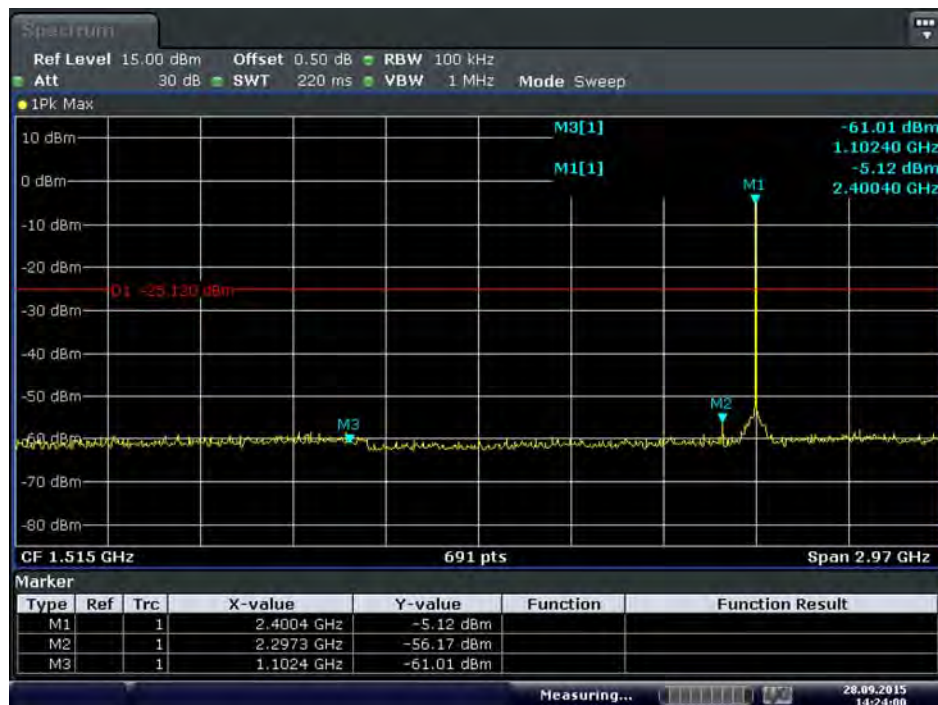 Spectrum
Ref Level 15.00 dBm Offset 0.50 dB RBW 100 kHz
Att 30 dB SWT 220 ms VBW 1 MHz Mode Sweep
1Pk Max
M3[1] -61.01 dBm
1.10240 GHz
M1[1] -5.12 dBm
2.40040 GHz
10 dBm
0 dBm
M1
-10 dBm
-20 dBm
D1 -25.120 dBm
-30 dBm
-40 dBm
-50 dBm
M2
M3
-60 dBm
-70 dBm
-80 dBm
CF 1.515 GHz 691 pts Span 2.97 GHz
Marker
Type Ref Trc X-value Y-value Function Function Result
M1 1 2.4004 GHz -5.12 dBm
M2 1 2.2973 GHz -56.17 dBm
M3 1 1.1024 GHz -61.01 dBm
Measuring... 28.09.2015
14:24:00